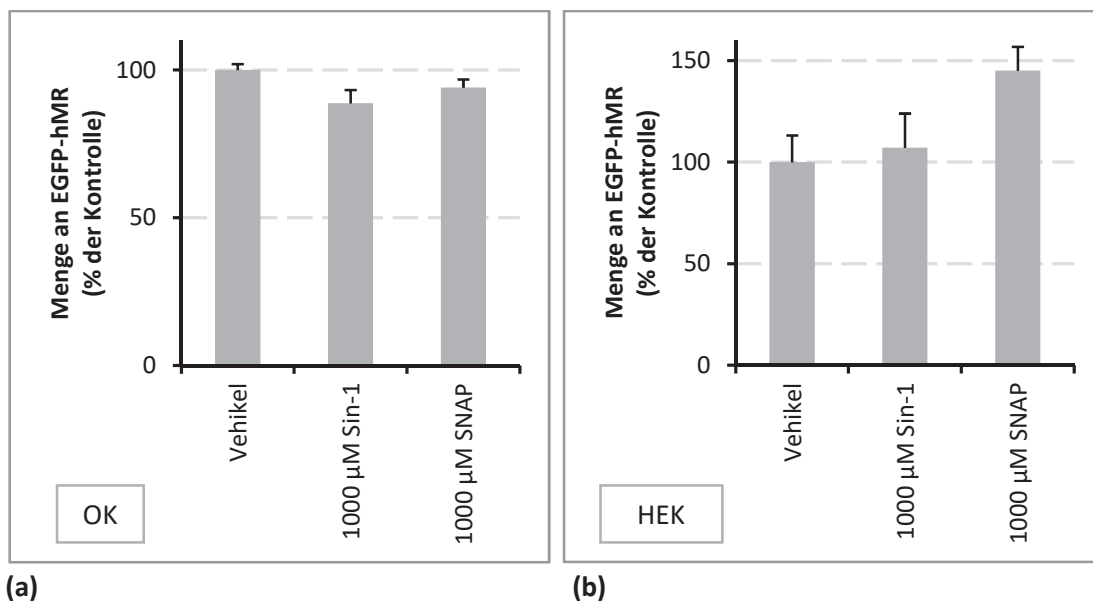 Menge an EGFP-hMR
(% der Kontrolle)
100
50
0
Vehikel
1000 µM Sin-1
1000 µM SNAP
OK
(a)
Menge an EGFP-hMR
(% der Kontrolle)
150
100
50
0
Vehikel
1000 µM Sin-1
1000 µM SNAP
HEK
(b)